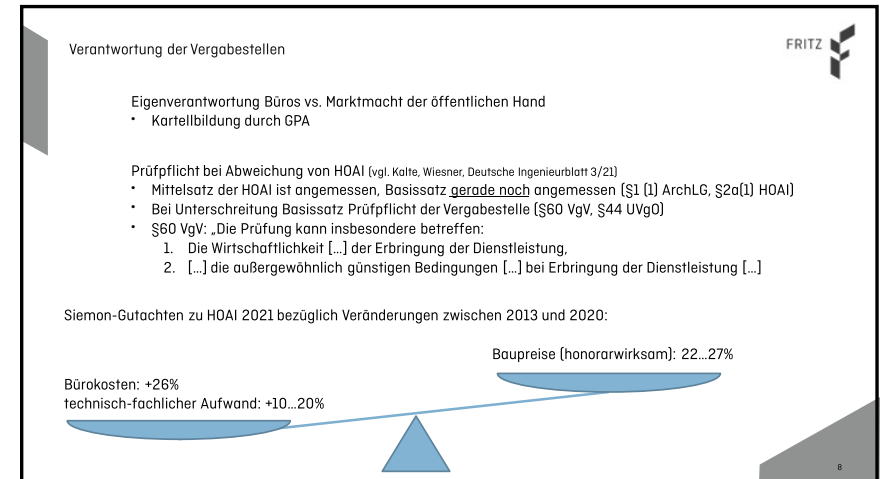 Verantwortung der Vergabestellen
FRITZ
Eigenverantwortung Büros vs. Marktmacht der öffentlichen Hand
• Kartellbildung durch GPA
Prüfpflicht bei Abweichung von HOAI (vgl. Kalte, Wiesner, Deutsche Ingenieurblatt 3/21)
• Mittelsatz der HOAI ist angemessen, Basissatz gerade noch angemessen (§1 (1) ArchLG, §2a(1) HOAI)
• Bei Unterschreitung Basissatz Prüfpflicht der Vergabestelle (§60 VgV, §44 UVgO)
• §60 VgV: „Die Prüfung kann insbesondere betreffen:
1. Die Wirtschaftlichkeit […] der Erbringung der Dienstleistung,
2. […] die außergewöhnlich günstigen Bedingungen […] bei Erbringung der Dienstleistung […]
Siemon-Gutachten zu HOAI 2021 bezüglich Veränderungen zwischen 2013 und 2020:
Baupreise (honorarwirksam): 22…27%
Bürokosten: +26%
technisch-fachlicher Aufwand: +10…20%
8